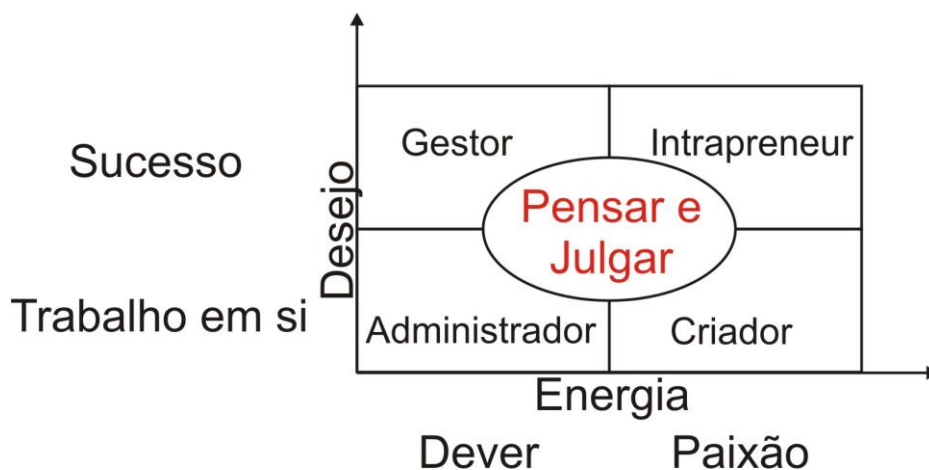 Gestor
Intrapreneur
Sucesso
Desejo
Pensar e
Julgar
Trabalho em si
Administrador
Criador
Energia
Dever
Paixão